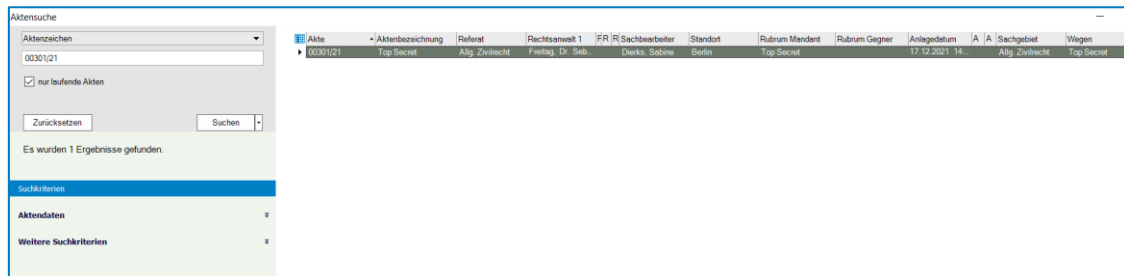 Aktensuche
Aktenzeichen
00301/21
nur laufende Akten
Zurücksetzen Suchen
Es wurden 1 Ergebnisse gefunden.
Suchkriterien
Aktendaten
Weitere Suchkriterien
Akte Aktenbezeichnung Referat Rechtsanwalt 1 F.R R Sachbearbeiter Standort Rubrum Mandant Rubrum Gegner Anlagedatum A A Sachgebiet Wegen
00301/21 Top Secret Allg. Zivilrecht Freitag, Dr. Seb... Dierks, Sabine Berlin Top Secret 17.12.2021 14:... Allg. Zivilrecht Top Secret